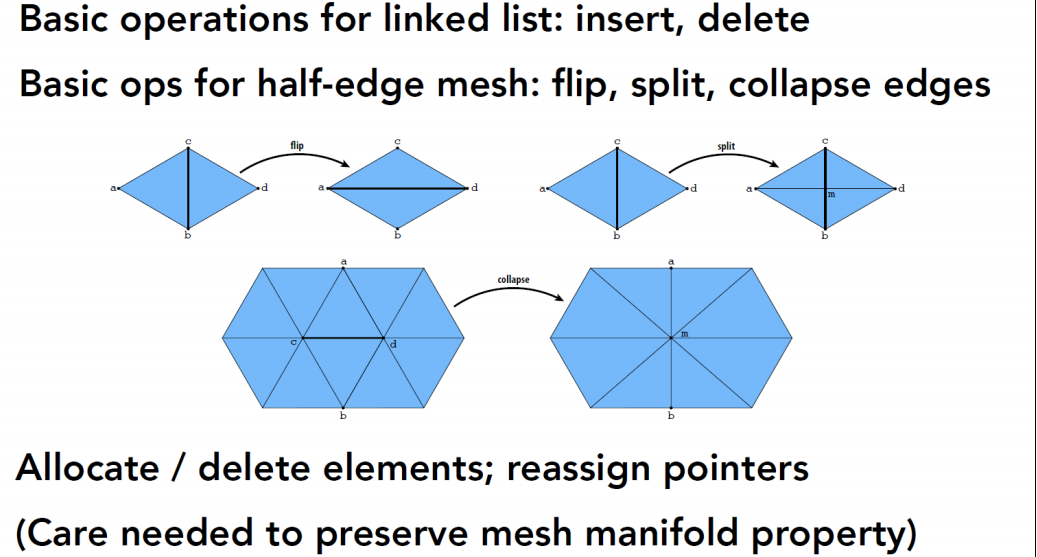 Basic operations for linked list: insert, delete
Basic ops for half-edge mesh: flip, split, collapse edges
c
flip
c
a
d
a
d
b
b
c
split
c
a
d
a
m
d
b
b
a
collapse
a
c
d
m
b
b
Allocate / delete elements; reassign pointers
(Care needed to preserve mesh manifold property)